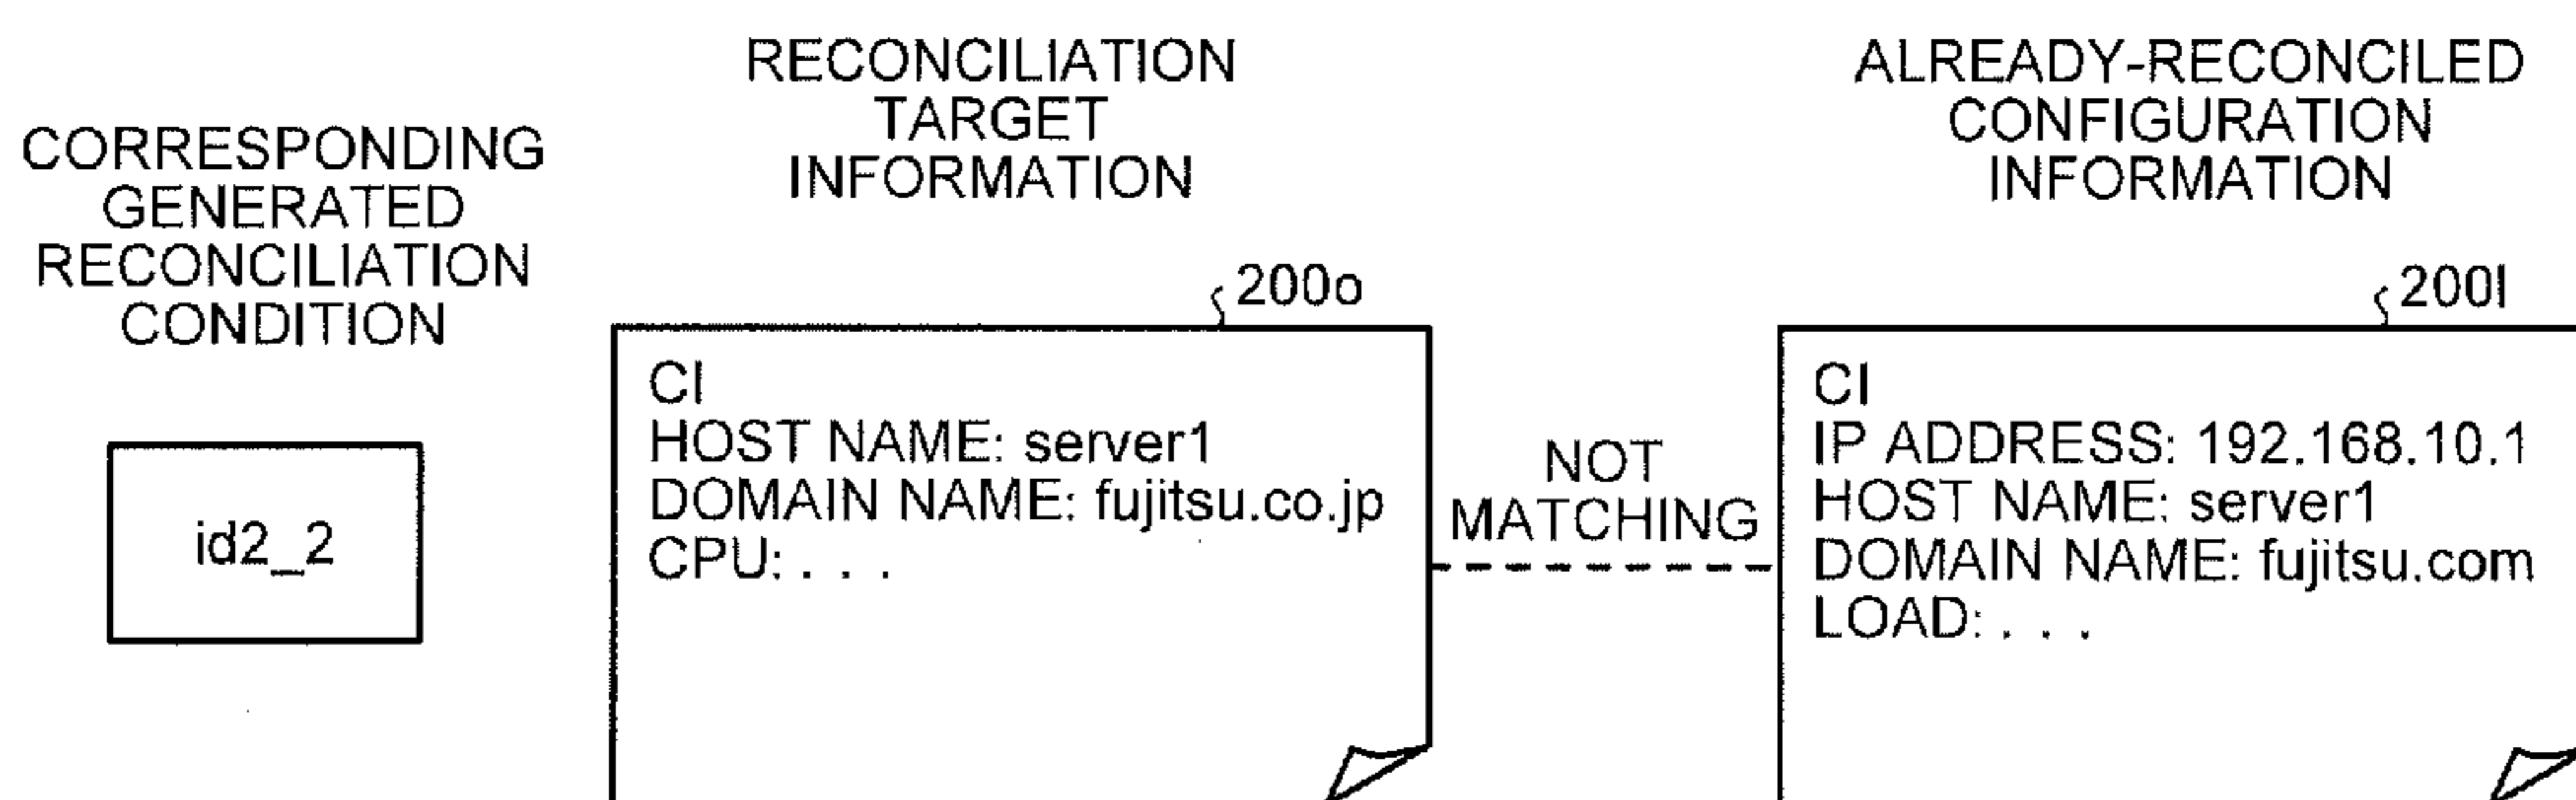 CORRESPONDING
GENERATED
RECONCILIATION
CONDITION
id2_2
RECONCILIATION
TARGET
INFORMATION
200o
CI
HOST NAME: server1
DOMAIN NAME: fujitsu.co.jp
CPU: . . .
NOT
MATCHING
ALREADY-RECONCILED
CONFIGURATION
INFORMATION
200l
CI
IP ADDRESS: 192.168.10.1
HOST NAME: server1
DOMAIN NAME: fujitsu.com
LOAD: . . .